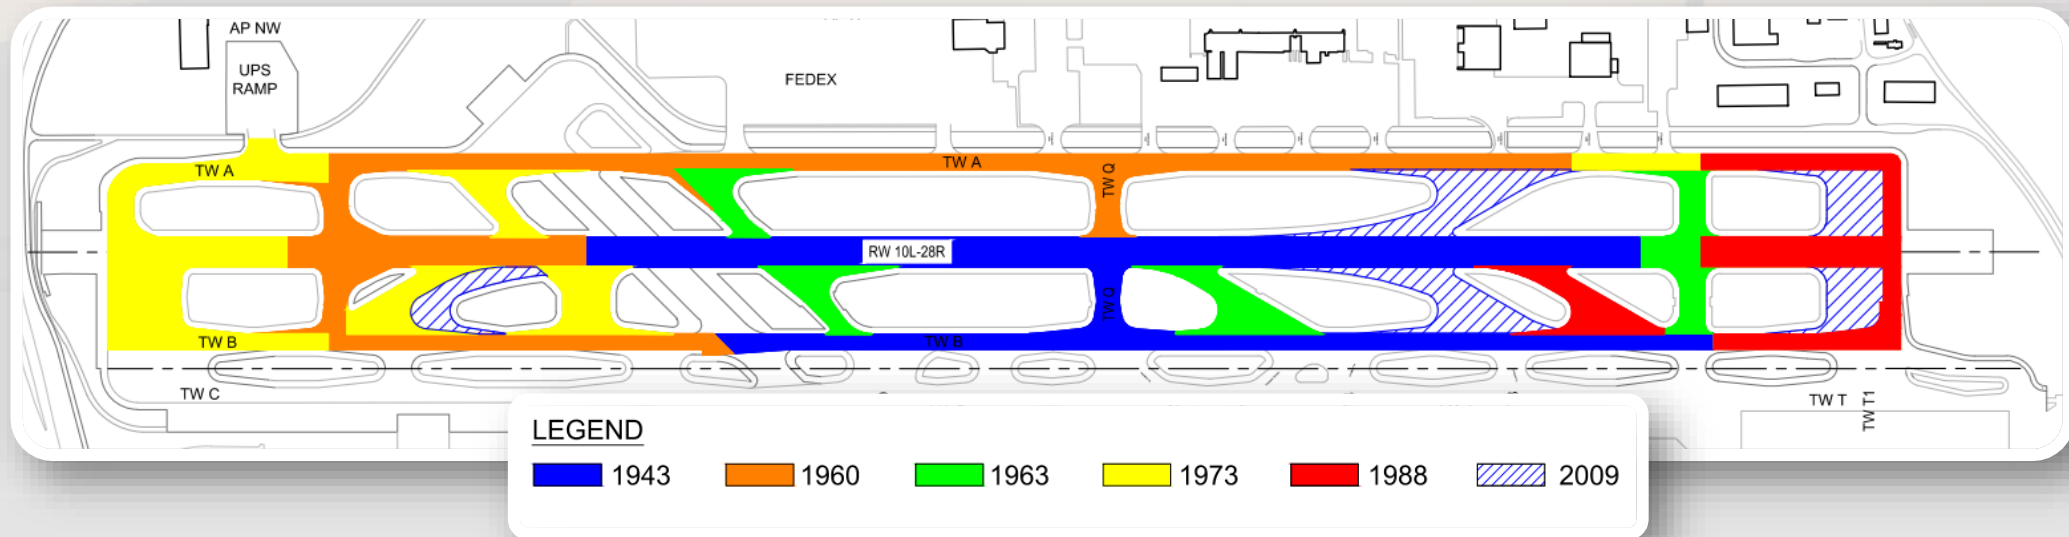 AP NW
UPS
RAMP
FEDEX
TW A
TW A
TW Q
RW 10L-28R
TW Q
TW B
TW B
TW C
TW T
TW T1
LEGEND
1943
1960
1963
1973
1988
2009